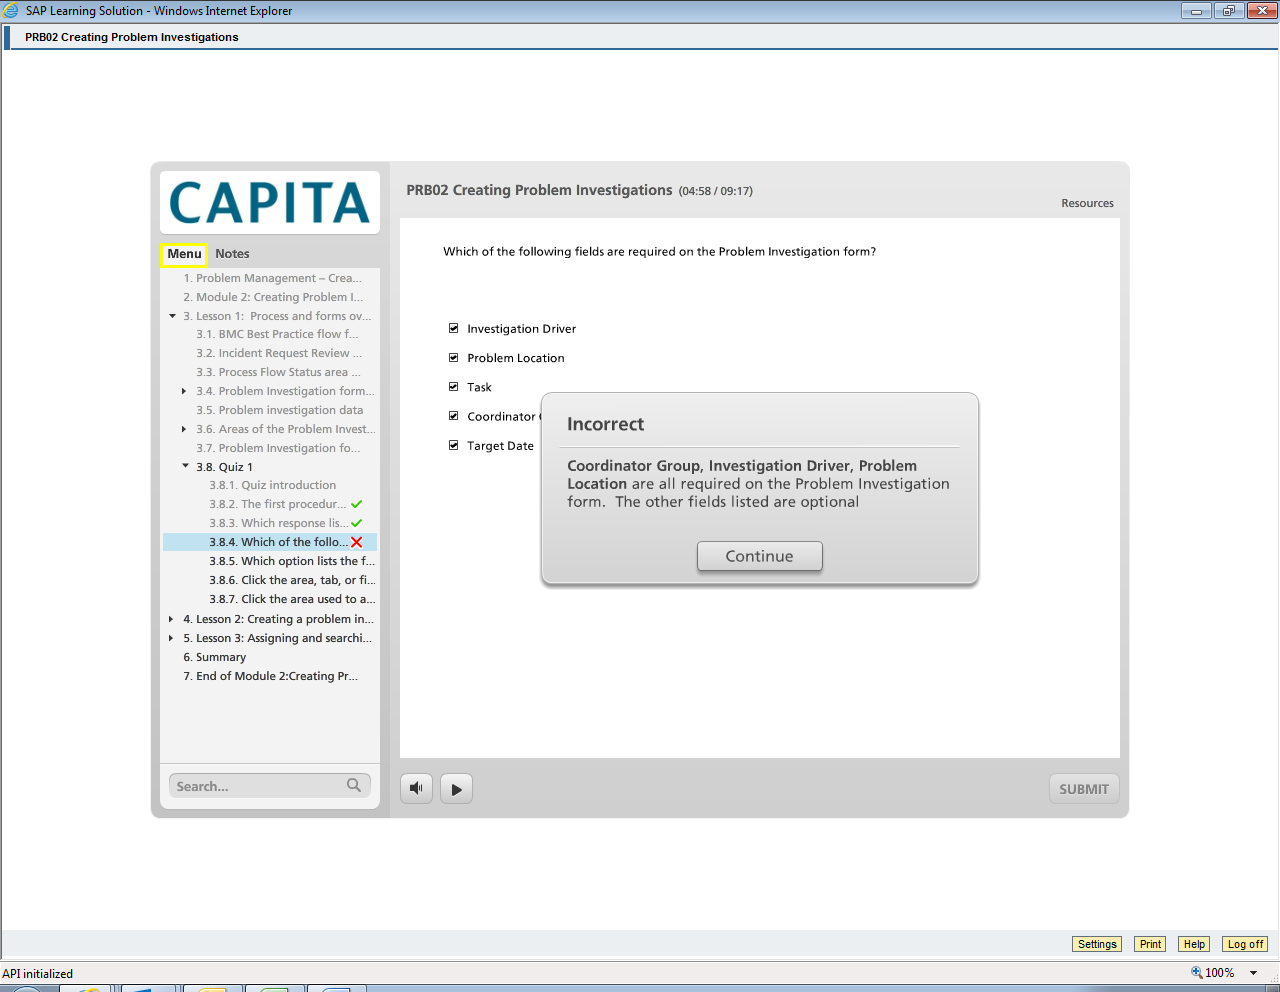 SAP Learning Solution - Windows Internet Explorer
PRB02 Creating Problem Investigations
CAPITA
PRB02 Creating Problem Investigations (04:58 / 09:17)
Resources
Menu Notes
1. Problem Management – Crea...
2. Module 2: Creating Problem I...
3. Lesson 1: Process and forms ov...
3.1. BMC Best Practice flow f...
3.2. Incident Request Review ...
3.3. Process Flow Status area ...
3.4. Problem Investigation form...
3.5. Problem investigation data
3.6. Areas of the Problem Invest...
3.7. Problem Investigation fo...
3.8. Quiz 1
3.8.1. Quiz introduction
3.8.2. The first procedur...
3.8.3. Which response lis...
3.8.4. Which of the follo...
3.8.5. Which option lists the f...
3.8.6. Click the area, tab, or fi...
3.8.7. Click the area used to a...
4. Lesson 2: Creating a problem in...
5. Lesson 3: Assigning and searchi...
6. Summary
7. End of Module 2:Creating Pr...
Search...
Which of the following fields are required on the Problem Investigation form?
Investigation Driver
Problem Location
Task
Coordinator
Target Date
Incorrect
Coordinator Group, Investigation Driver, Problem
Location are all required on the Problem Investigation
form. The other fields listed are optional
Continue
SUBMIT
Settings Print Help Log off
API initialized
100%